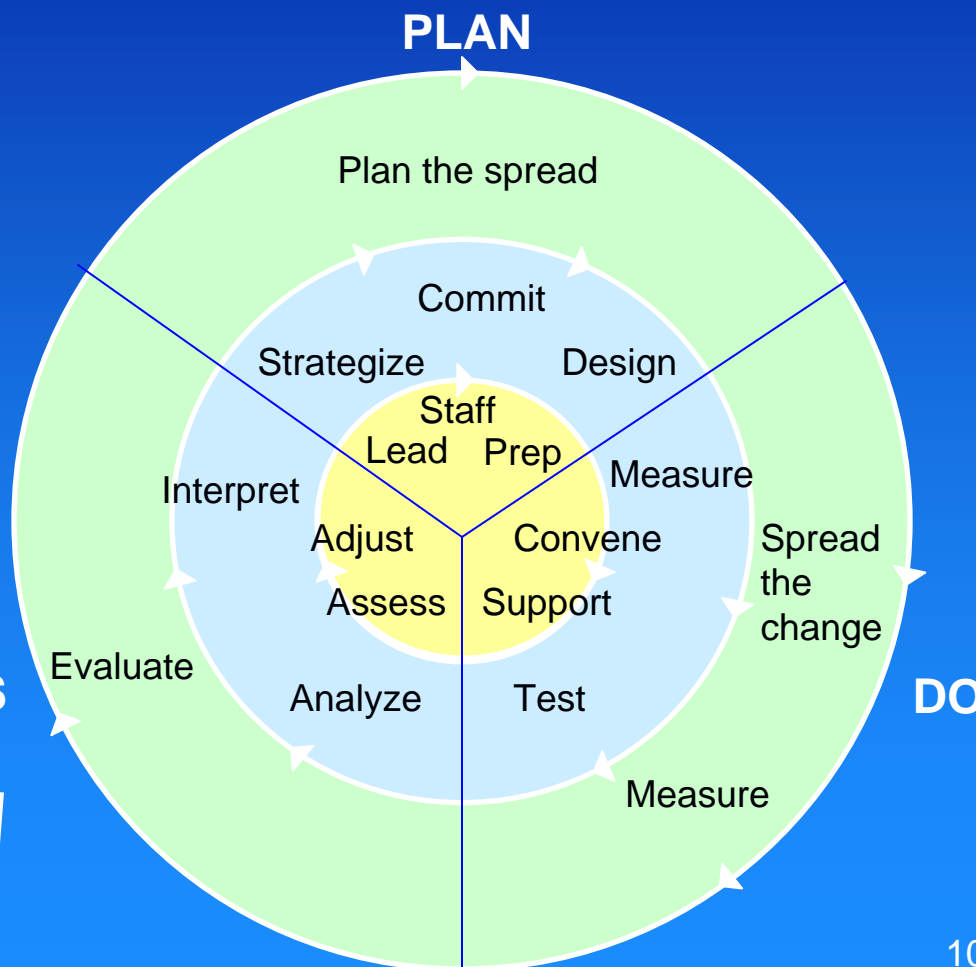 PLAN
Plan the spread
Commit
Strategize
Design
Staff
Lead
Prep
Measure
Interpret
Adjust
Convene
Spread
the
change
Assess
Support
Evaluate
Analyze
Test
DO
Measure
10